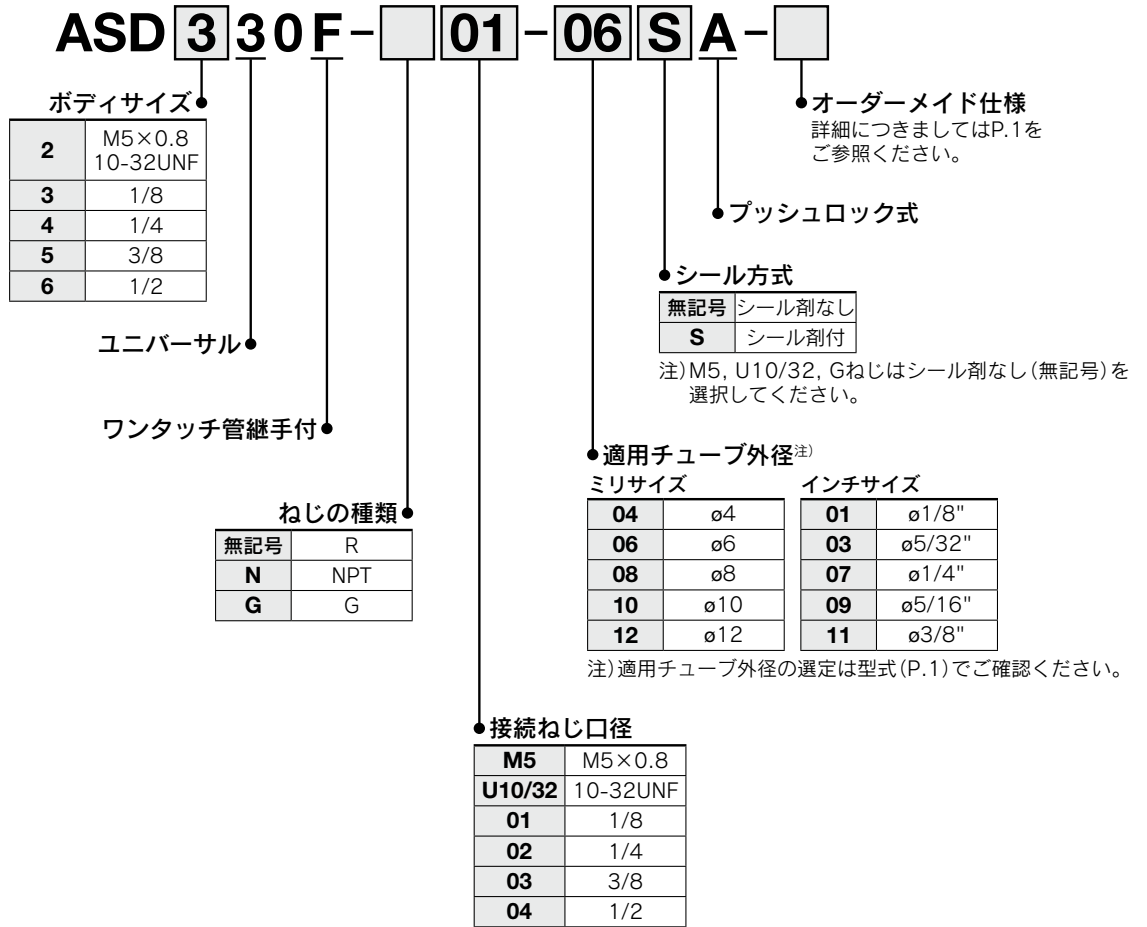 ASD 3 3 0 F - 01 - 06 S A -
ボディサイズ
2 M5×0.8
10-32UNF
3 1/8
4 1/4
5 3/8
6 1/2
ユニバーサル
ワンタッチ管継手付
ねじの種類
無記号 R
N NPT
G G
オーダーメイド仕様
詳細につきましてはP.1を
ご参照ください。
プッシュロック式
シール方式
無記号 シール剤なし
S シール剤付
注)M5, U10/32, Gねじはシール剤なし(無記号)を
選択してください。
適用チューブ外径注)
ミリサイズ
04 ø4
06 ø6
08 ø8
10 ø10
12 ø12
インチサイズ
01 ø1/8"
03 ø5/32"
07 ø1/4"
09 ø5/16"
11 ø3/8"
注)適用チューブ外径の選定は型式(P.1)でご確認ください。
接続ねじ口径
M5 M5×0.8
U10/32 10-32UNF
01 1/8
02 1/4
03 3/8
04 1/2